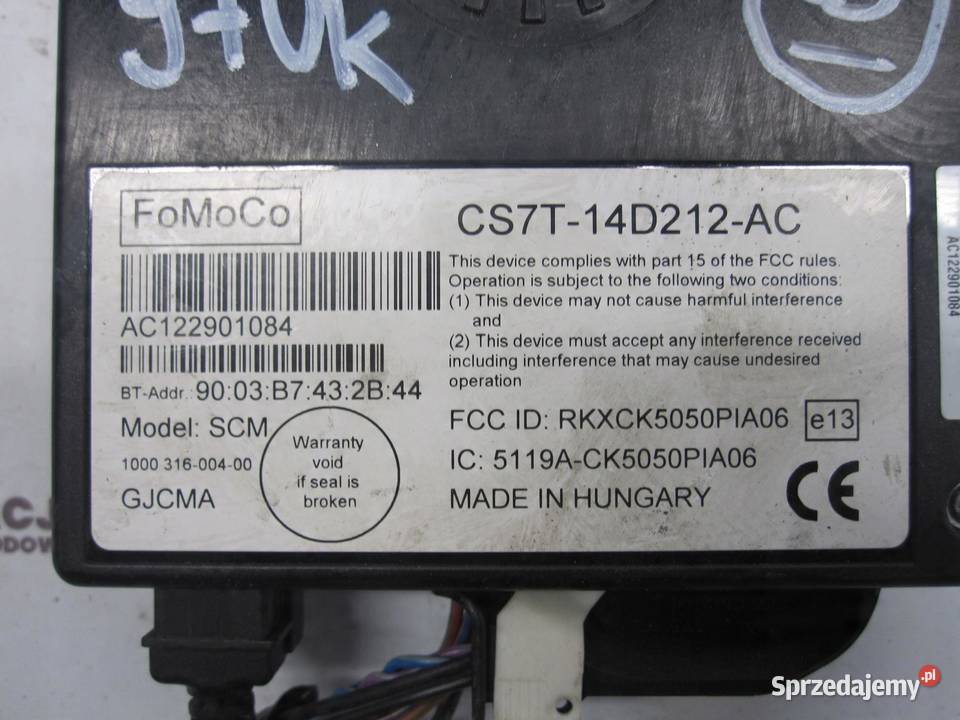 970K
FoMoCo
CS7T-14D212-AC
AC122901084
BT-Addr.: 90:03:B7:43:2B:44
Model: SCM
1000 316-004-00
GJCMA
Warranty
void
if seal is
broken
This device complies with part 15 of the FCC rules.
Operation is subject to the following two conditions:
(1) This device may not cause harmful interference
and
(2) This device must accept any interference received
including interference that may cause undesired
operation
FCC ID: RKXCK5050PIA06 e13
IC: 5119A-CK5050PIA06
MADE IN HUNGARY
CE
AC122901084
Sprzedajemy.pl